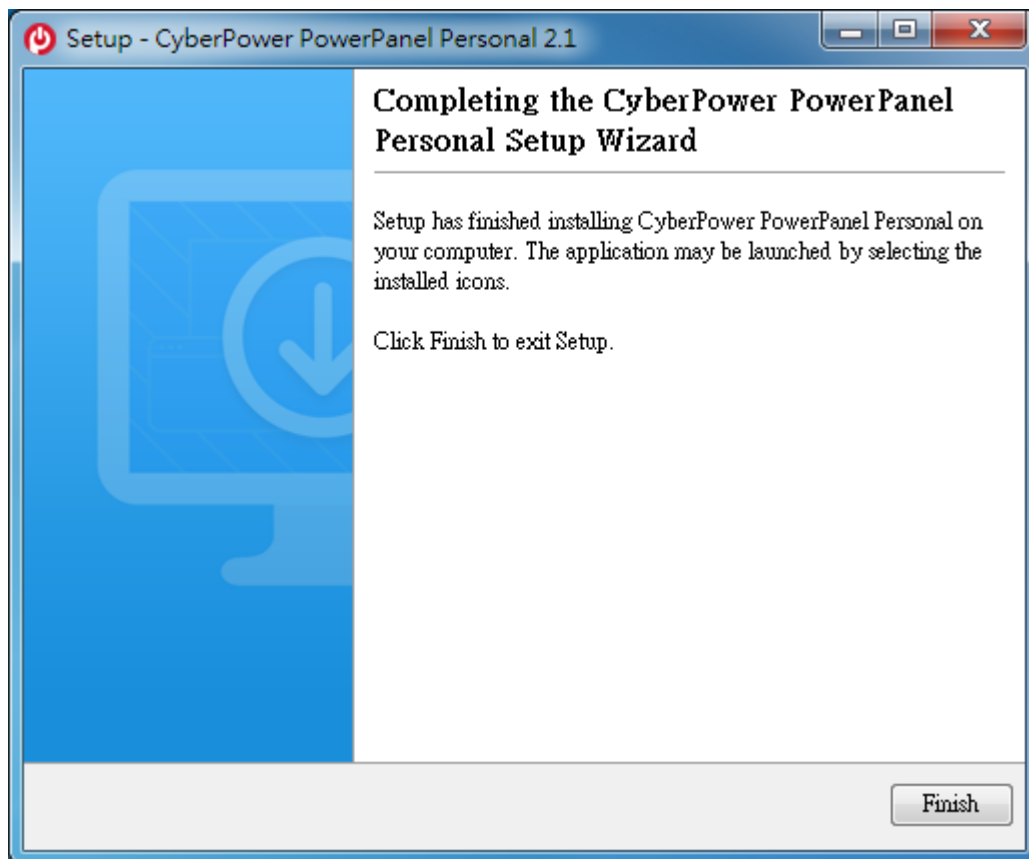 Setup - CyberPower PowerPanel Personal 2.1
Completing the CyberPower PowerPanel
Personal Setup Wizard
Setup has finished installing CyberPower PowerPanel Personal on
your computer. The application may be launched by selecting the
installed icons.
Click Finish to exit Setup.
Finish